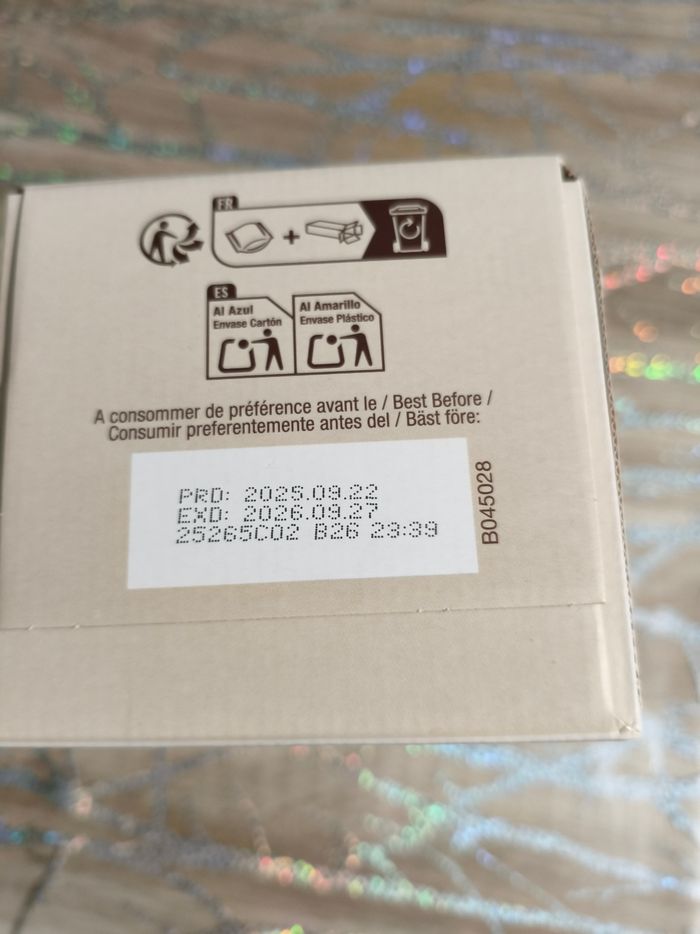 FR
ES
Al Azul
Envase Cartón
Al Amarillo
Envase Plástico
A consommer de préférence avant le / Best Before /
Consumir preferentemente antes del / Bäst före:
PRD: 2025.09.22
EXD: 2026.09.27
25265C02 B26 23:39
B045028